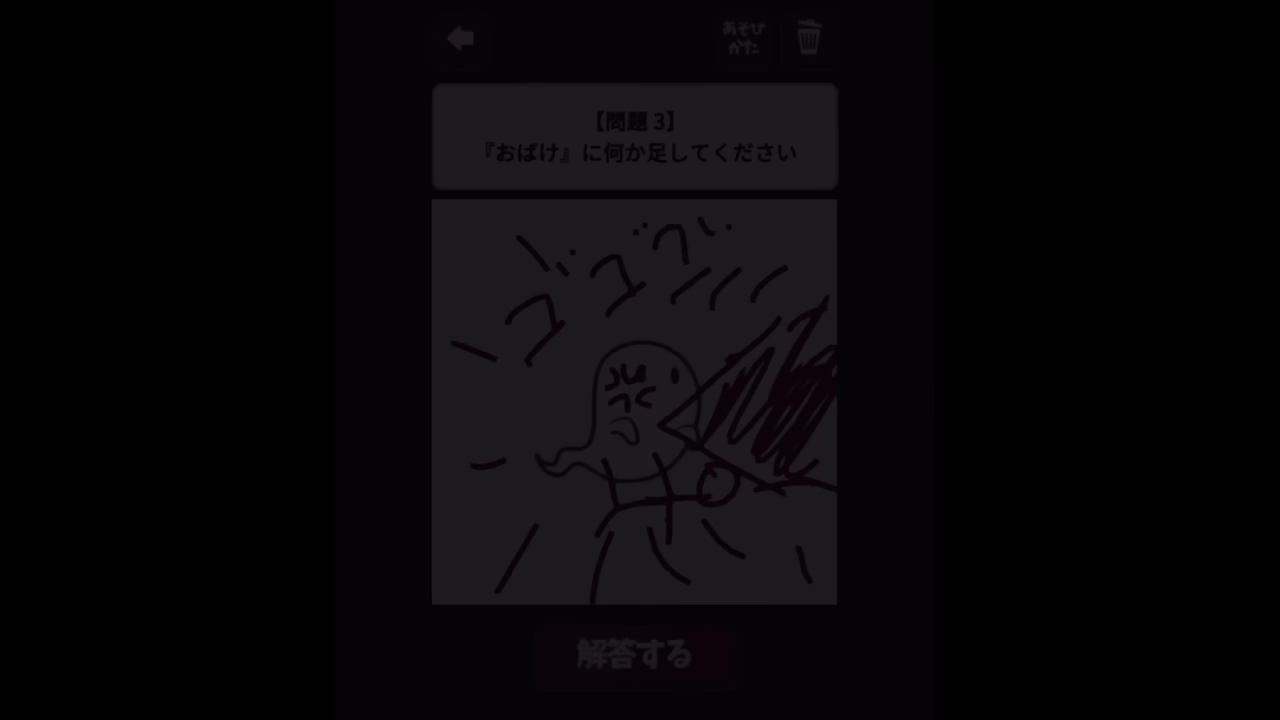 あそび
かた
【問題 3】
『おばけ』に何か足してください
ゴゴゴ
解答する